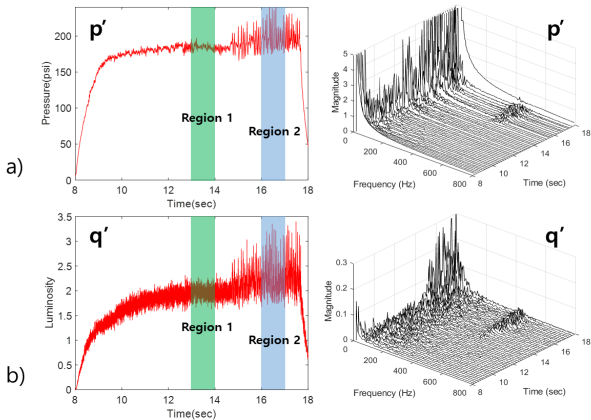 a)
p′
Pressure(psi)
200
150
100
50
0
Region 1
Region 2
8
10
12
14
16
18
Time(sec)
p′
Magnitude
5
4
3
2
1
0
0
200
400
600
800
Frequency (Hz)
8
10
12
14
16
18
Time (sec)
b)
q′
Luminosity
3.5
3
2.5
2
1.5
1
0.5
0
Region 1
Region 2
8
10
12
14
16
18
Time(sec)
q′
Magnitude
0.3
0.2
0.1
0
0
200
400
600
800
Frequency (Hz)
8
10
12
14
16
18
Time (sec)